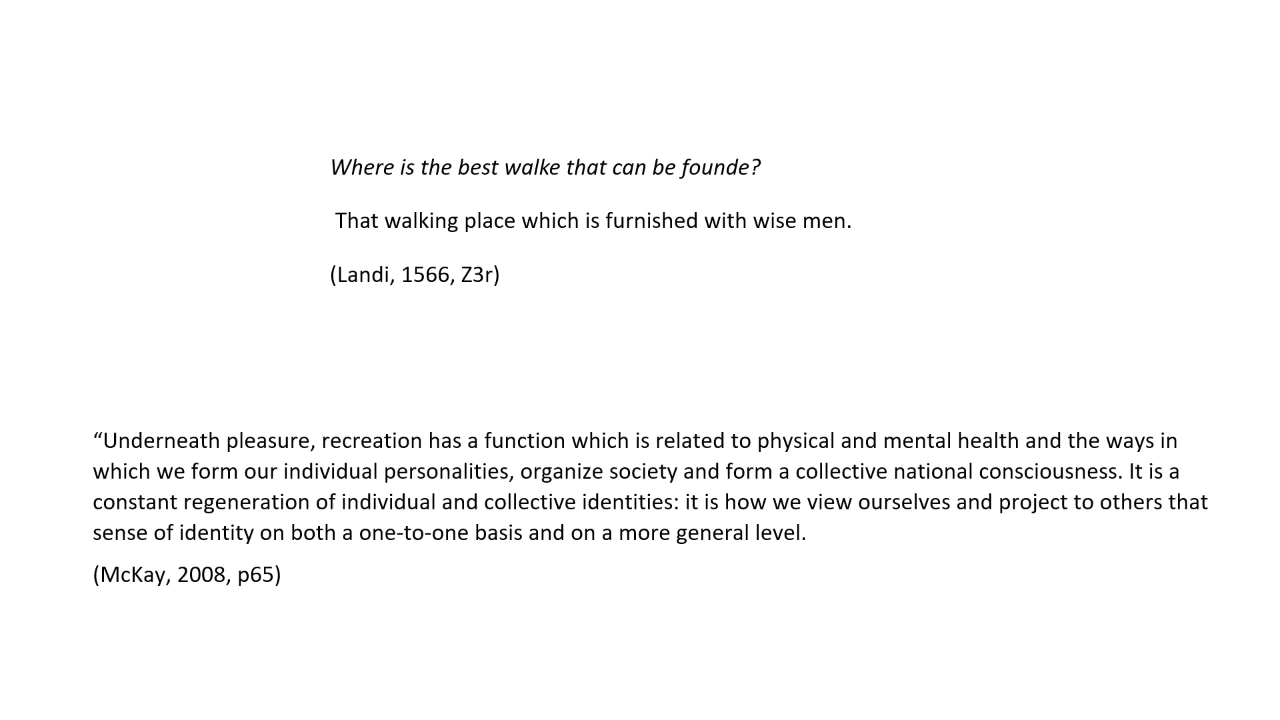 Where is the best walke that can be founde?
That walking place which is furnished with wise men.
(Landi, 1566, Z3r)
“Underneath pleasure, recreation has a function which is related to physical and mental health and the ways in
which we form our individual personalities, organize society and form a collective national consciousness. It is a
constant regeneration of individual and collective identities: it is how we view ourselves and project to others that
sense of identity on both a one-to-one basis and on a more general level.
(McKay, 2008, p65)